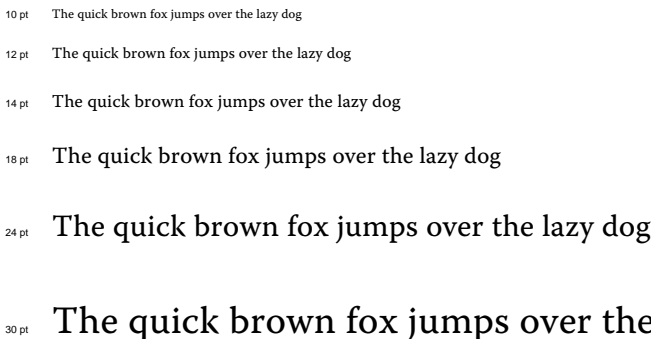 10 pt The quick brown fox jumps over the lazy dog
12 pt The quick brown fox jumps over the lazy dog
14 pt The quick brown fox jumps over the lazy dog
18 pt The quick brown fox jumps over the lazy dog
24 pt The quick brown fox jumps over the lazy dog
30 pt The quick brown fox jumps over the